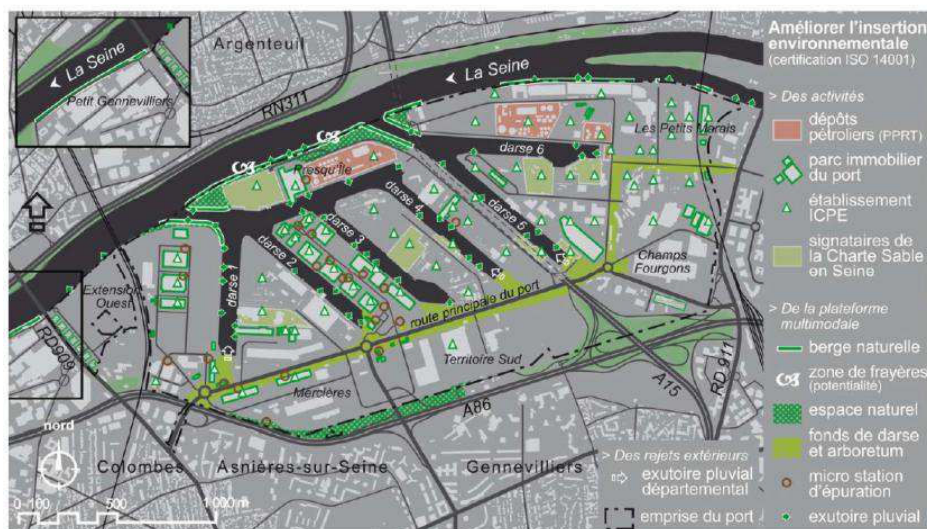 Argenteuil
La Seine
Petit Gennevilliers
RN311
La Seine
Les Petits Marais
darse 6
Presqu'île
darse 4
darse 5
darse 3
darse 2
darse 1
Champs
Fourgons
Extension
Ouest
route principale du port
Territoire Sud
RD909
Mercières
A15
RD 911
A86
nord
Colombes
Asnières-sur-Seine
Gennevilliers
0 100 500 1 000 m
Améliorer l'insertion
environnementale
(certification ISO 14001)
> Des activités
dépôts
pétroliers (PPRT)
parc immobilier
du port
établissement
ICPE
signataires de
la Charte Sable
en Seine
> De la plateforme
multimodale
berge naturelle
zone de frayères
(potentialité)
espace naturel
fonds de darse
et arboretum
micro station
d'épuration
exutoire pluvial
> Des rejets extérieurs
exutoire pluvial
départemental
emprise du port